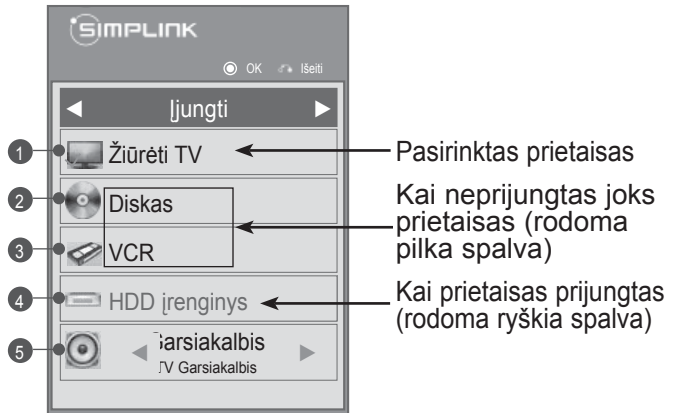 SIMPLINK
OK Išeiti
Įjungti
1 Žiūrėti TV
Pasirinktas prietaisas
2 Diskas
3 VCR
Kai neprijungtas joks
prietaisas (rodoma
pilka spalva)
4 HDD įrenginys
Kai prietaisas prijungtas
(rodoma ryškia spalva)
5 Garsiakalbis
TV Garsiakalbis